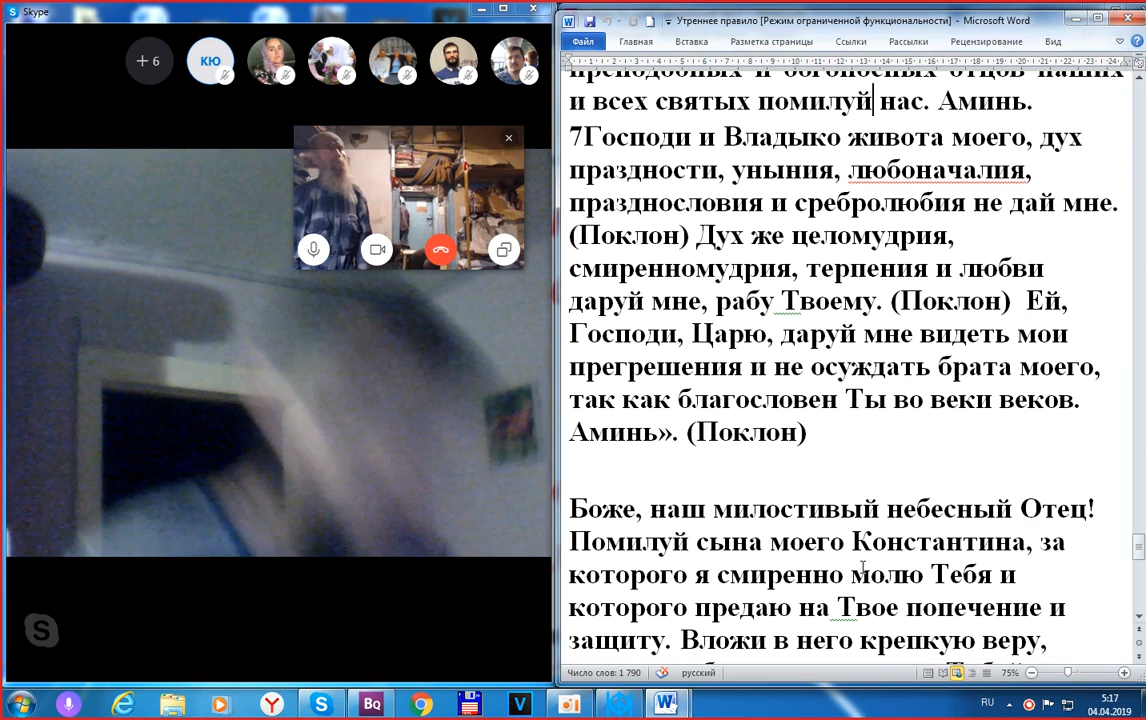 Skype
+ 6
КЮ
Утреннее правило [Режим ограниченной функциональности] - Microsoft Word
Файл Главная Вставка Разметка страницы Ссылки Рассылки Рецензирование Вид
преподобных и богоносных отцов наших
и всех святых помилуй нас. Аминь.
7Господи и Владыко живота моего, дух
праздности, уныния, любоначалия,
празднословия и сребролюбия не дай мне.
(Поклон) Дух же целомудрия,
смиренномудрия, терпения и любви
даруй мне, рабу Твоему. (Поклон) Ей,
Господи, Царю, даруй мне видеть мои
прегрешения и не осуждать брата моего,
так как благословен Ты во веки веков.
Аминь». (Поклон)
Боже, наш милостивый небесный Отец!
Помилуй сына моего Константина, за
которого я смиренно молю Тебя и
которого предаю на Твое попечение и
защиту. Вложи в него крепкую веру,
Число слов: 1 790 русский 75%
Bq
RU 5:17
04.04.2019